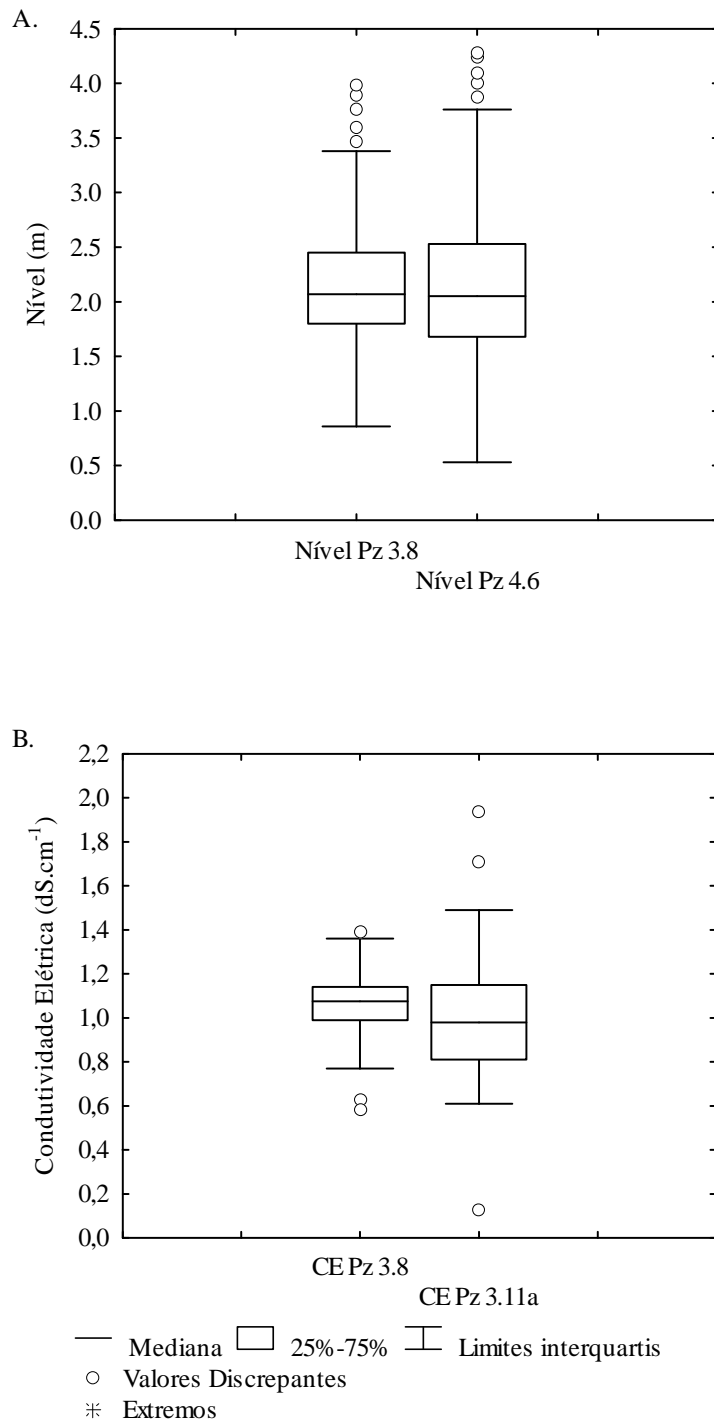 A.
4.5
4.0
3.5
3.0
2.5
2.0
1.5
1.0
0.5
0.0
Nível (m)
Nível Pz 3.8
Nível Pz 4.6
B.
2,2
2,0
1,8
1,6
1,4
1,2
1,0
0,8
0,6
0,4
0,2
0,0
Condutividade Elétrica (dS.cm⁻¹)
CE Pz 3.8
CE Pz 3.11a
Mediana 25%-75% Limites interquartis
Valores Discrepantes
Extremos